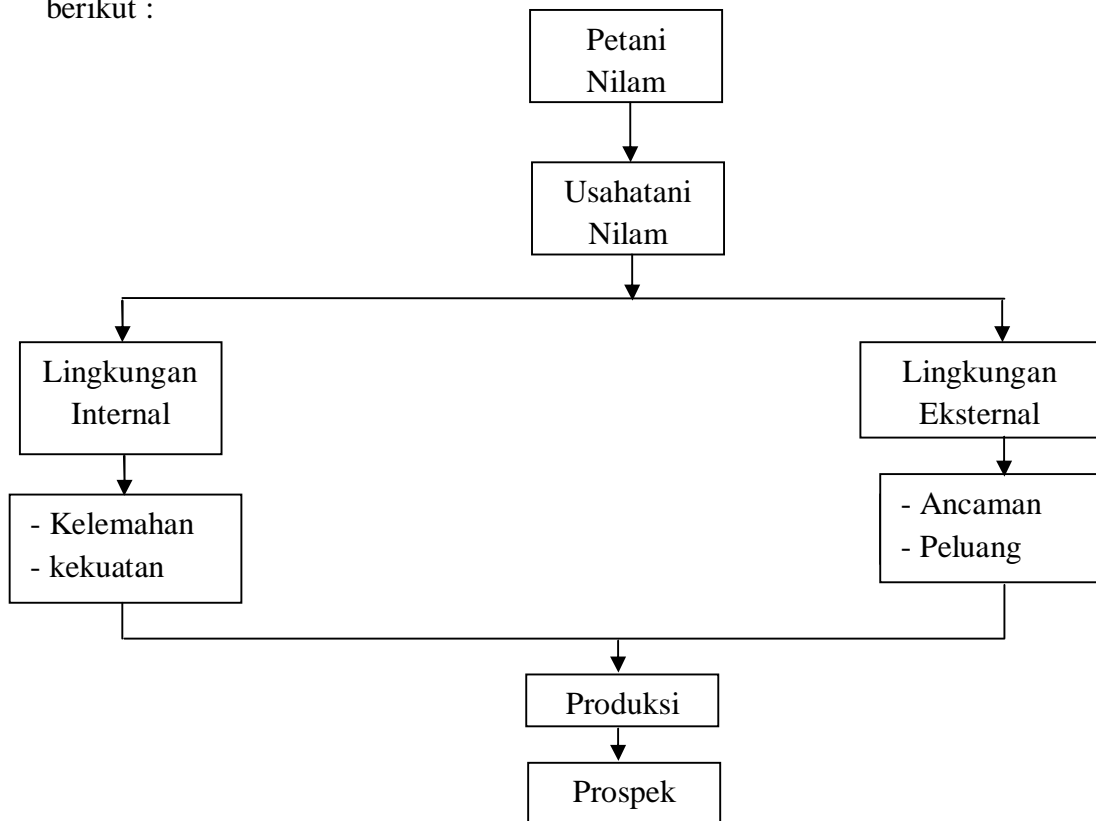 berikut :
Petani
Nilam
Usahatani
Nilam
Lingkungan
Internal
Lingkungan
Eksternal
- Kelemahan
- kekuatan
- Ancaman
- Peluang
Produksi
Prospek